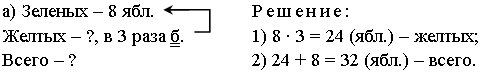 а) Зеленых – 8 ябл.
Желтых – ?, в 3 раза б.
Всего – ?
Решение:
1) 8 · 3 = 24 (ябл.) – желтых;
2) 24 + 8 = 32 (ябл.) – всего.